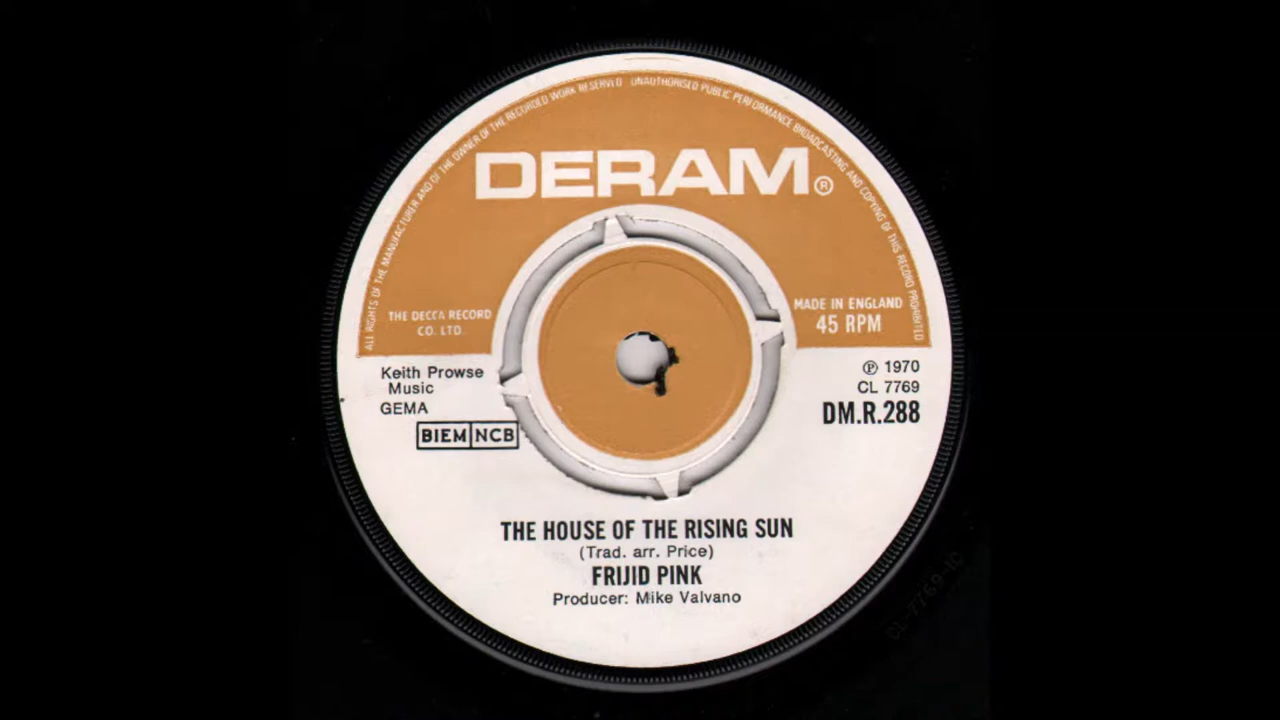 ALL RIGHTS OF THE MANUFACTURER AND OF THE OWNER OF THE RECORDED WORK RESERVED UNAUTHORISED PUBLIC PERFORMANCE BROADCASTING AND COPYING OF THIS RECORD PROHIBITED
DERAM®
THE DECCA RECORD
CO. LTD.
MADE IN ENGLAND
45 RPM
Keith Prowse
Music
GEMA
BIEM NCB
℗ 1970
CL 7769
DM.R.288
THE HOUSE OF THE RISING SUN
(Trad. arr. Price)
FRIJID PINK
Producer: Mike Valvano
CL-7769-1C